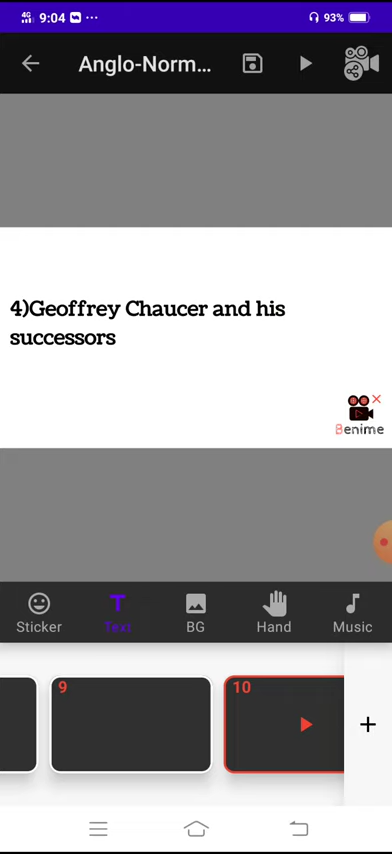 4G 9:04 93%
Anglo-Norm...
4)Geoffrey Chaucer and his
successors
Benime
Sticker Text BG Hand Music
9 10